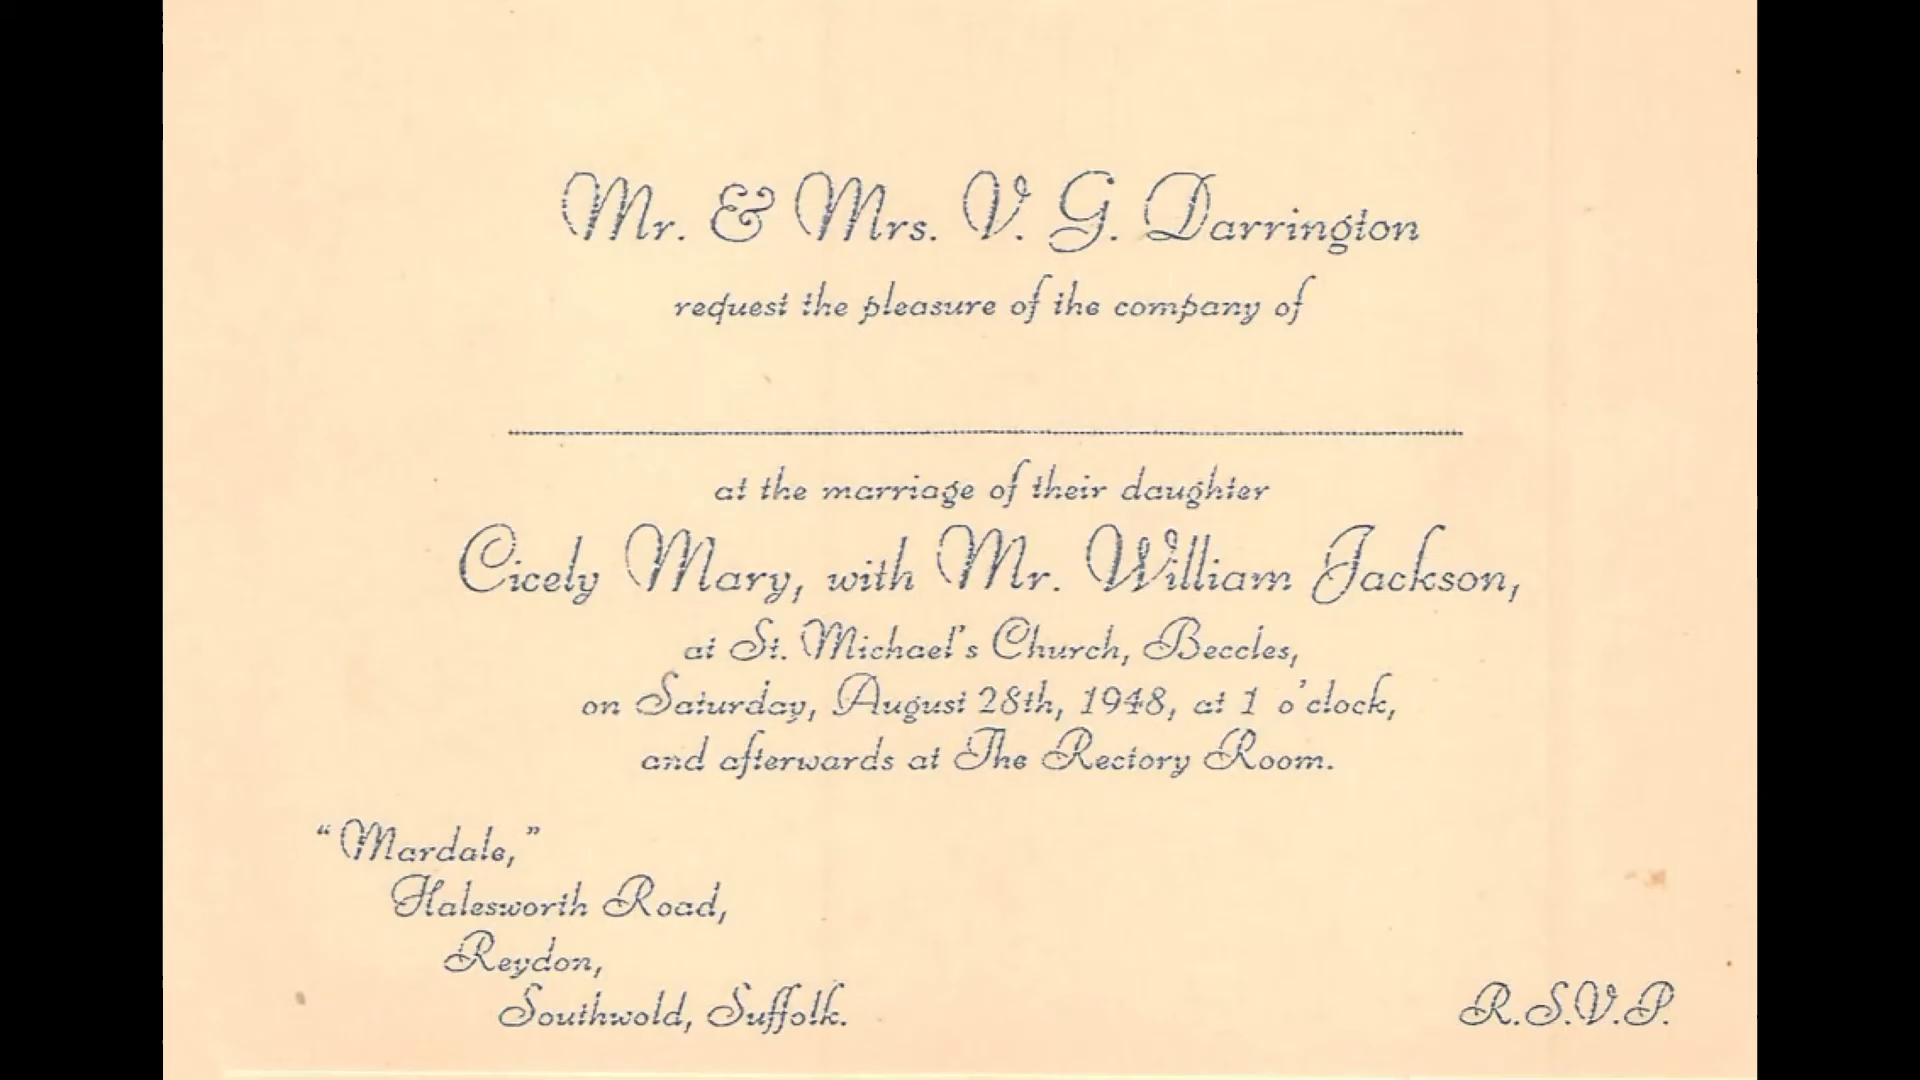 Mr. & Mrs. V. G. Darrington
request the pleasure of the company of
at the marriage of their daughter
Cicely Mary, with Mr. William Jackson,
at St. Michael's Church, Beccles,
on Saturday, August 28th, 1948, at 1 o'clock,
and afterwards at The Rectory Room.
"Mardale,"
Halesworth Road,
Reydon,
Southwold, Suffolk.
R.S.V.P.